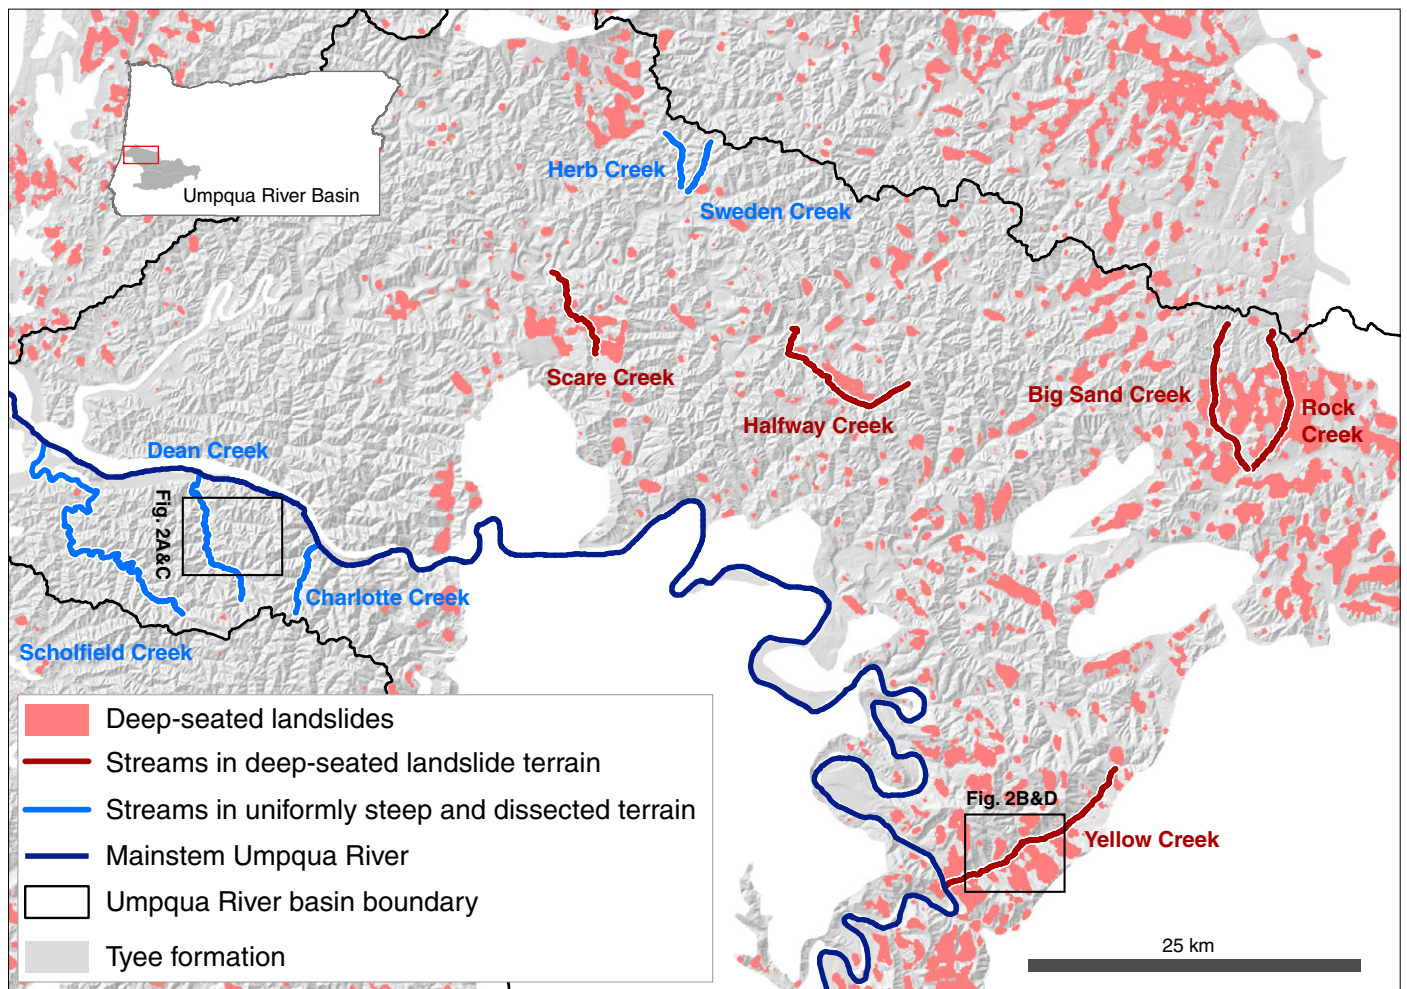 Umpqua River Basin
Herb Creek
Sweden Creek
Scare Creek
Halfway Creek
Big Sand Creek
Rock
Creek
Dean Creek
Fig. 2A&C
Charlotte Creek
Scholfield Creek
Fig. 2B&D
Yellow Creek
Deep-seated landslides
Streams in deep-seated landslide terrain
Streams in uniformly steep and dissected terrain
Mainstem Umpqua River
Umpqua River basin boundary
Tyee formation
25 km